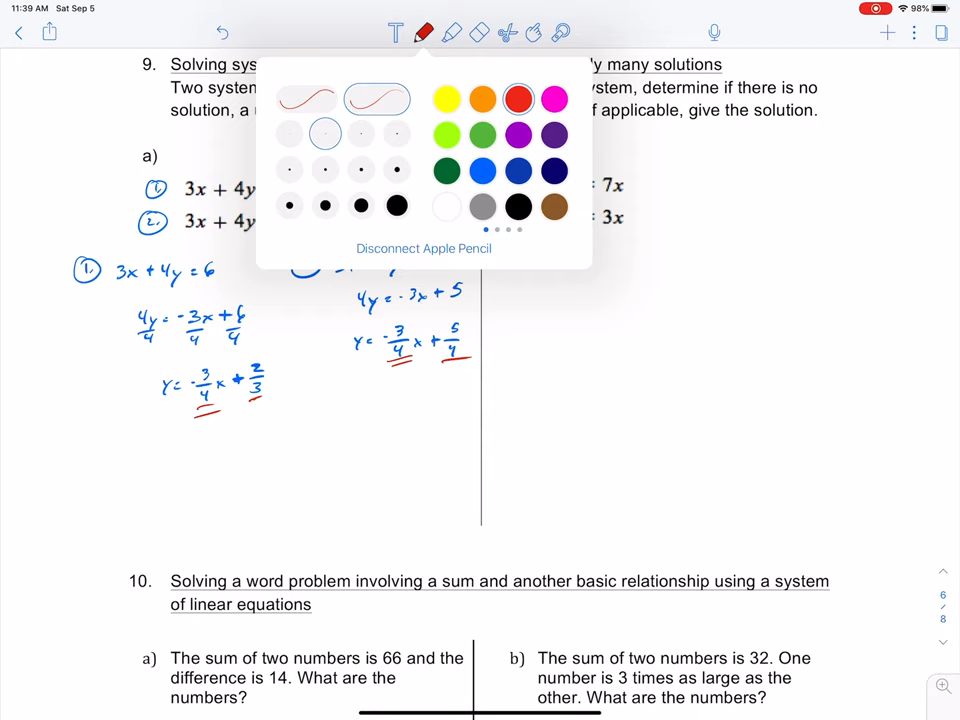 11:39 AM Sat Sep 5
98%
T
9. Solving sys
ly many solutions
Two system
stem, determine if there is no
solution, a
f applicable, give the solution.
a)
1. 3x + 4y
= 7x
2. 3x + 4y
= 3x
Disconnect Apple Pencil
1. 3x + 4y = 6
4y = -3x + 5
4y/4 = -3x/4 + 6/4
y = -3/4 x + 5/4
y = -3/4 x + 2/3
10. Solving a word problem involving a sum and another basic relationship using a system
of linear equations
a) The sum of two numbers is 66 and the
difference is 14. What are the
numbers?
b) The sum of two numbers is 32. One
number is 3 times as large as the
other. What are the numbers?
6
/
8